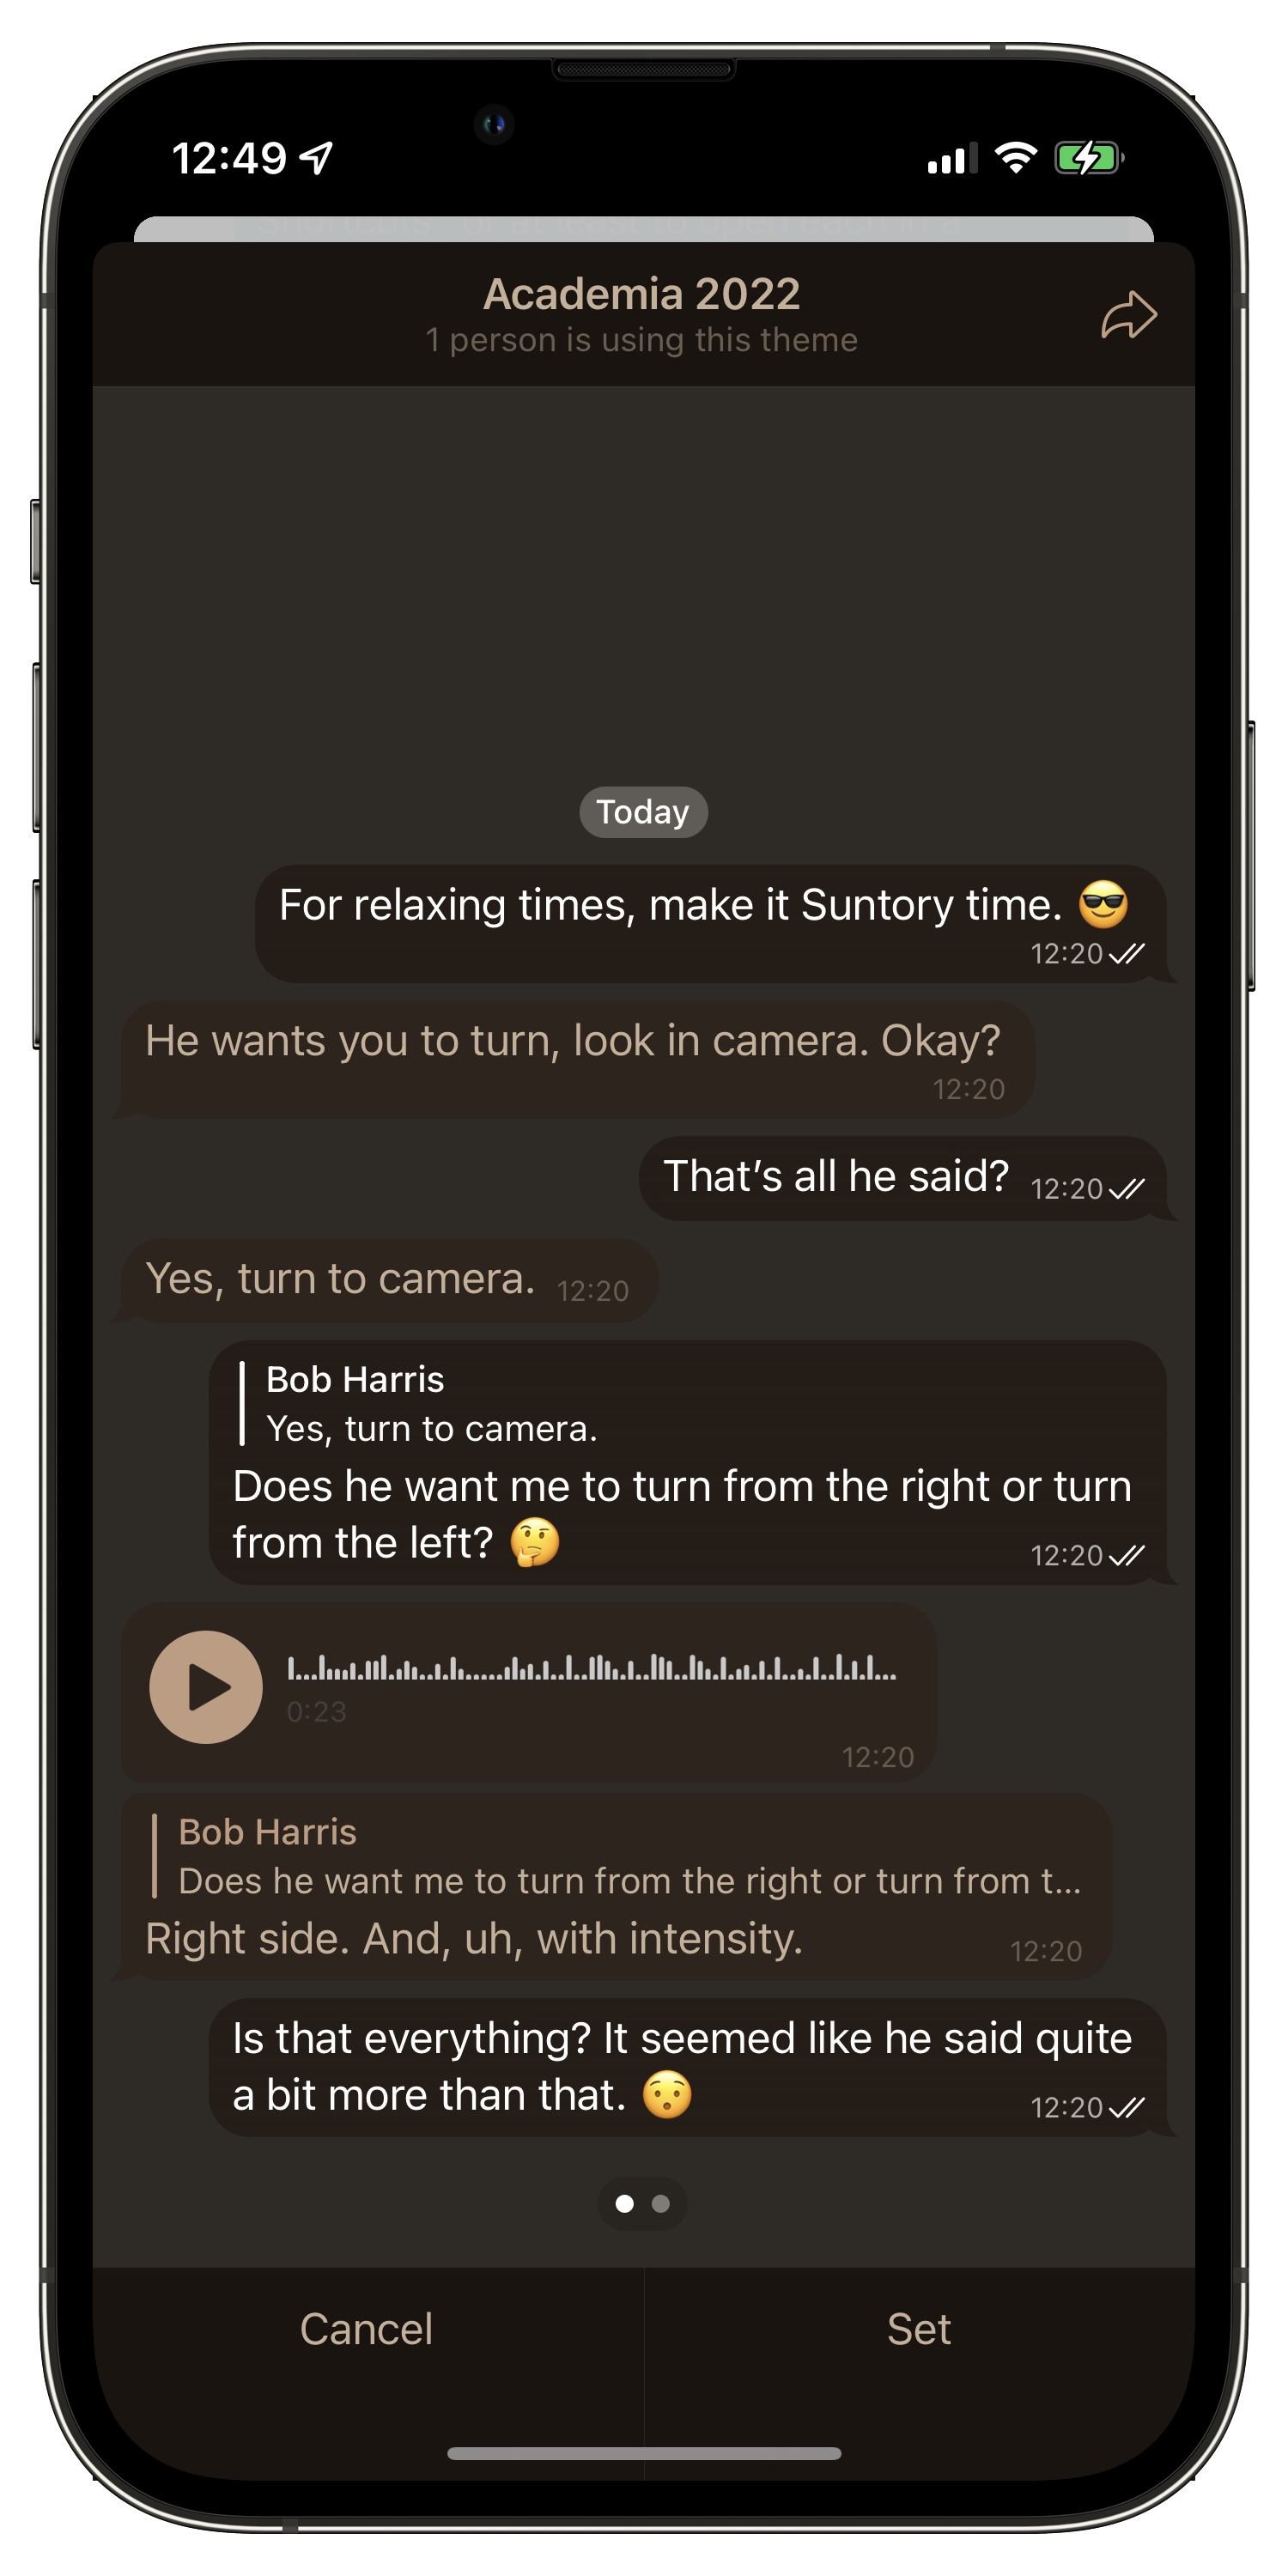 12:49
Academia 2022
1 person is using this theme
Today
For relaxing times, make it Suntory time. 😎
12:20
He wants you to turn, look in camera. Okay?
12:20
That’s all he said? 12:20
Yes, turn to camera. 12:20
Bob Harris
Yes, turn to camera.
Does he want me to turn from the right or turn
from the left? 🤔 12:20
0:23
12:20
Bob Harris
Does he want me to turn from the right or turn from t...
Right side. And, uh, with intensity. 12:20
Is that everything? It seemed like he said quite
a bit more than that. 😯 12:20
Cancel Set